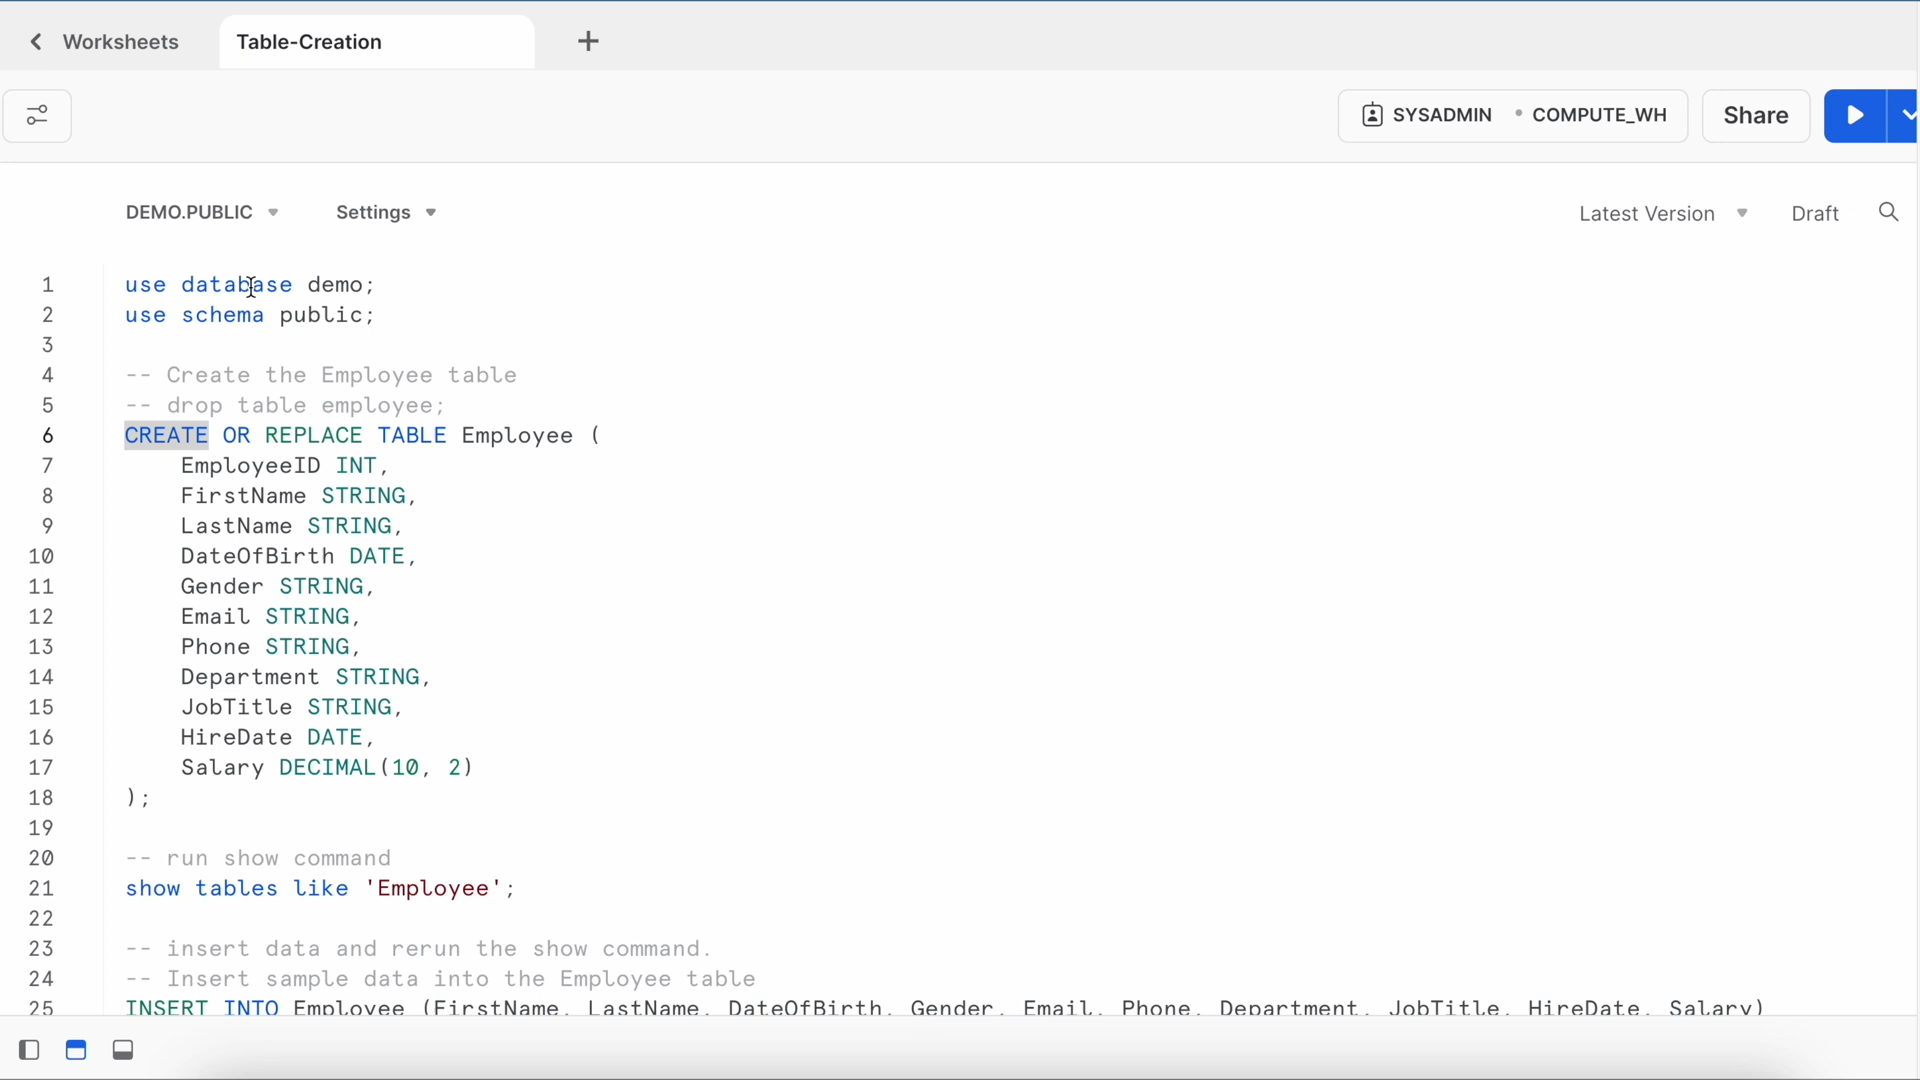 Worksheets
Table-Creation
SYSADMIN • COMPUTE_WH
Share
DEMO.PUBLIC
Settings
Latest Version
Draft
1 use database demo;
2 use schema public;
3
4 -- Create the Employee table
5 -- drop table employee;
6 CREATE OR REPLACE TABLE Employee (
7 EmployeeID INT,
8 FirstName STRING,
9 LastName STRING,
10 DateOfBirth DATE,
11 Gender STRING,
12 Email STRING,
13 Phone STRING,
14 Department STRING,
15 JobTitle STRING,
16 HireDate DATE,
17 Salary DECIMAL(10, 2)
18 );
19
20 -- run show command
21 show tables like 'Employee';
22
23 -- insert data and rerun the show command.
24 -- Insert sample data into the Employee table
25 INSERT INTO Employee (FirstName, LastName, DateOfBirth, Gender, Email, Phone, Department, JobTitle, HireDate, Salary)